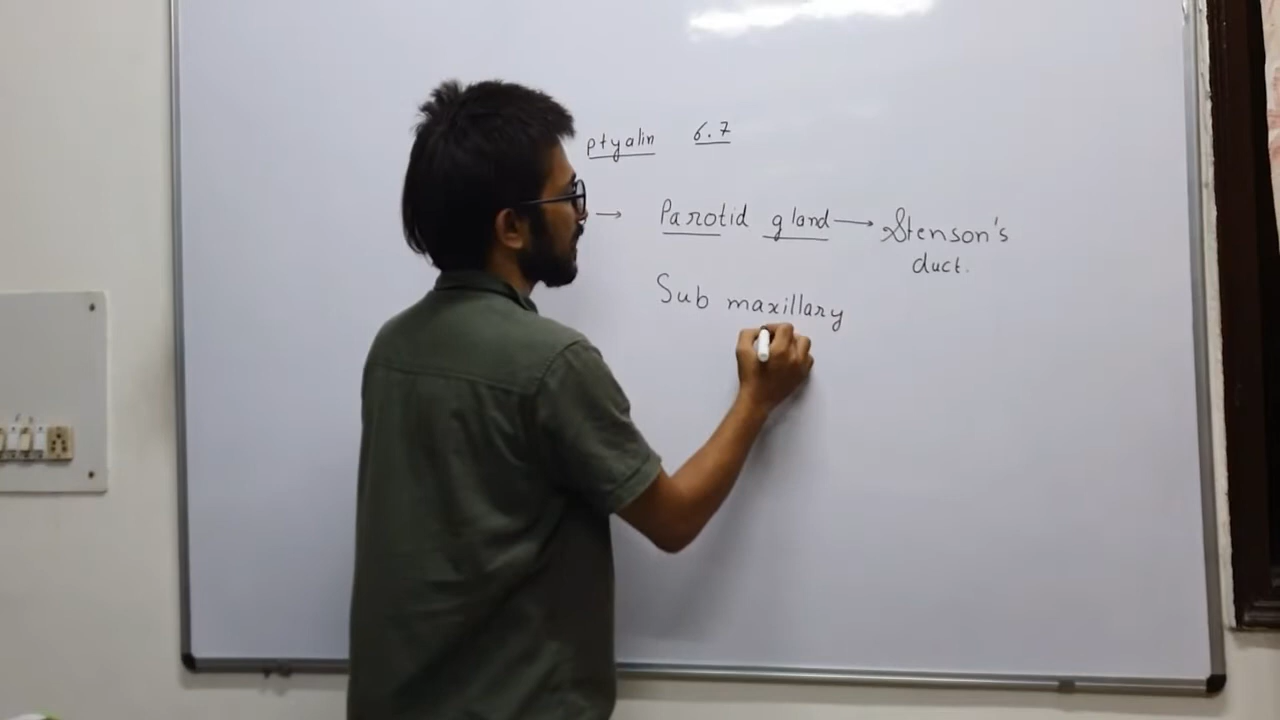 ptyalin 6.7
→ Parotid gland → Stenson's
duct.
Sub maxillary